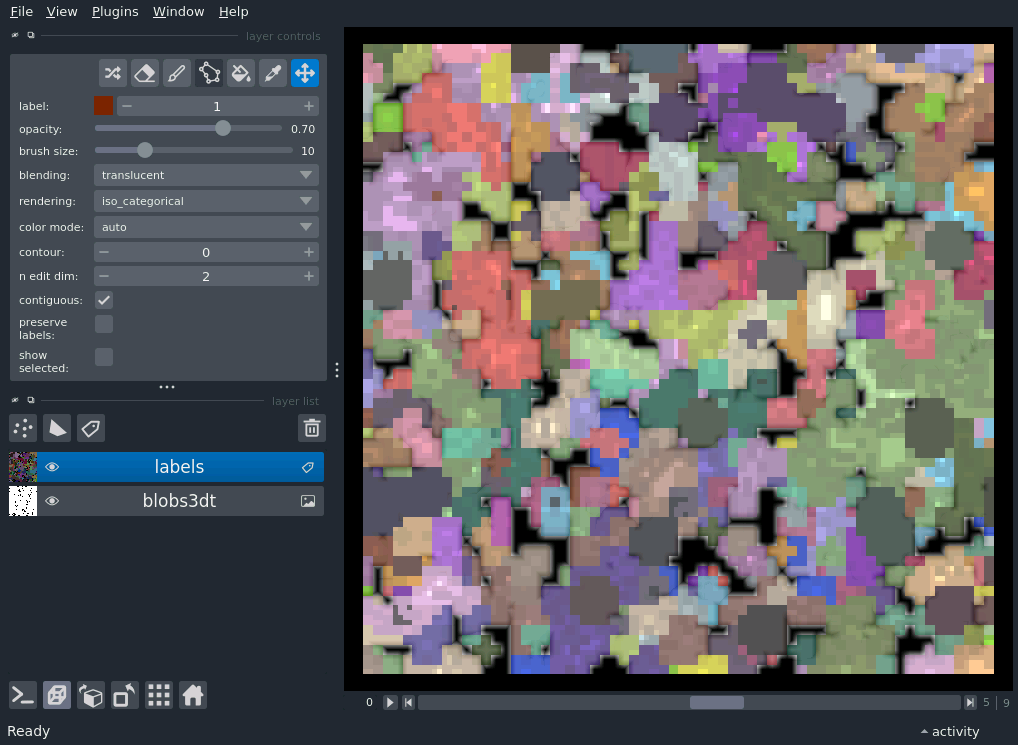 File View Plugins Window Help
layer controls
label: 1
opacity: 0.70
brush size: 10
blending: translucent
rendering: iso_categorical
color mode: auto
contour: 0
n edit dim: 2
contiguous:
preserve
labels:
show
selected:
layer list
labels
blobs3dt
0 5 9
Ready activity